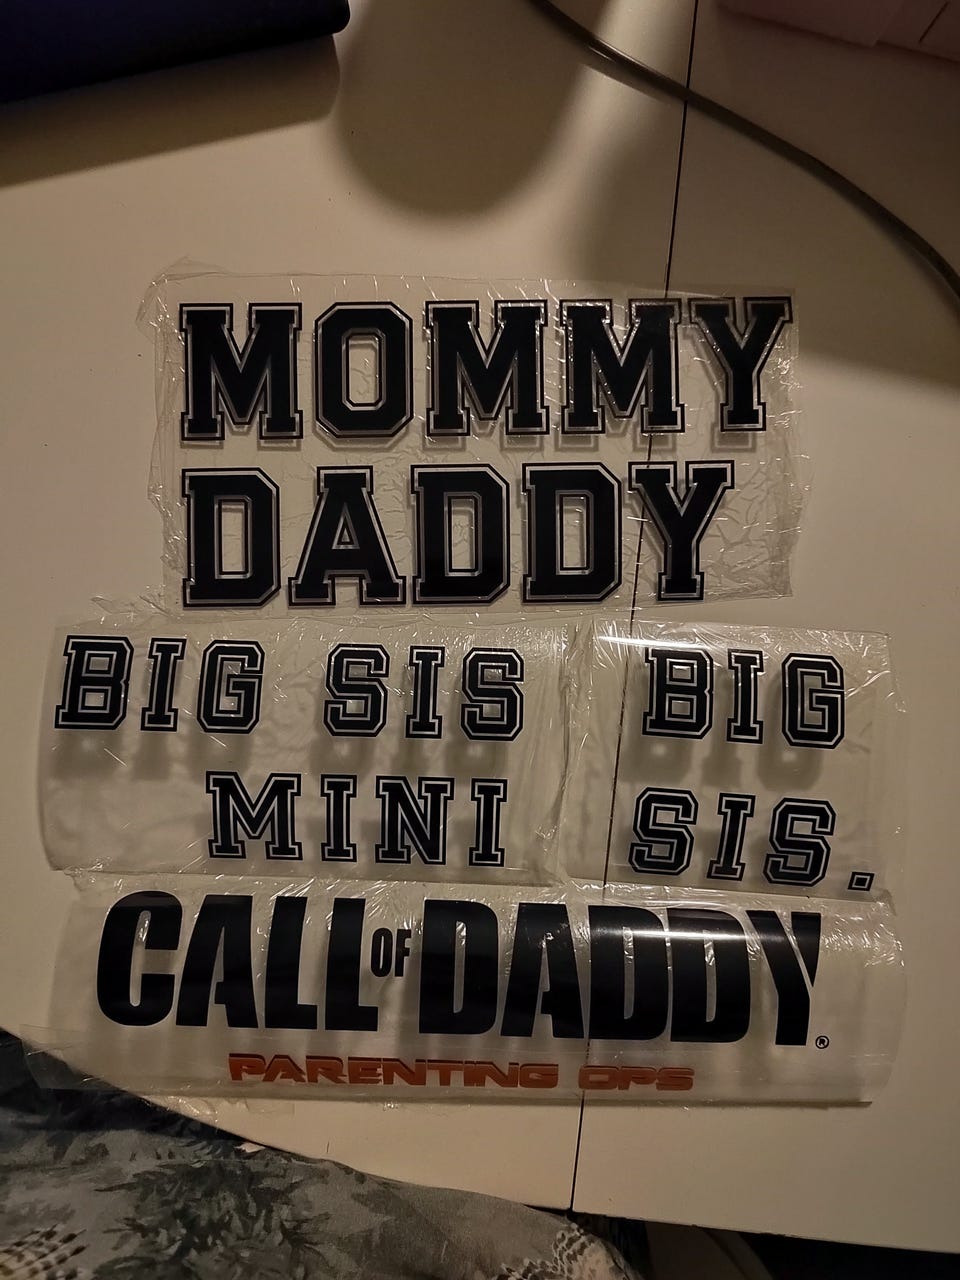 MOMMY
DADDY
BIG SIS
MINI
BIG
SIS.
CALL OF DADDY®
PARENTING OPS